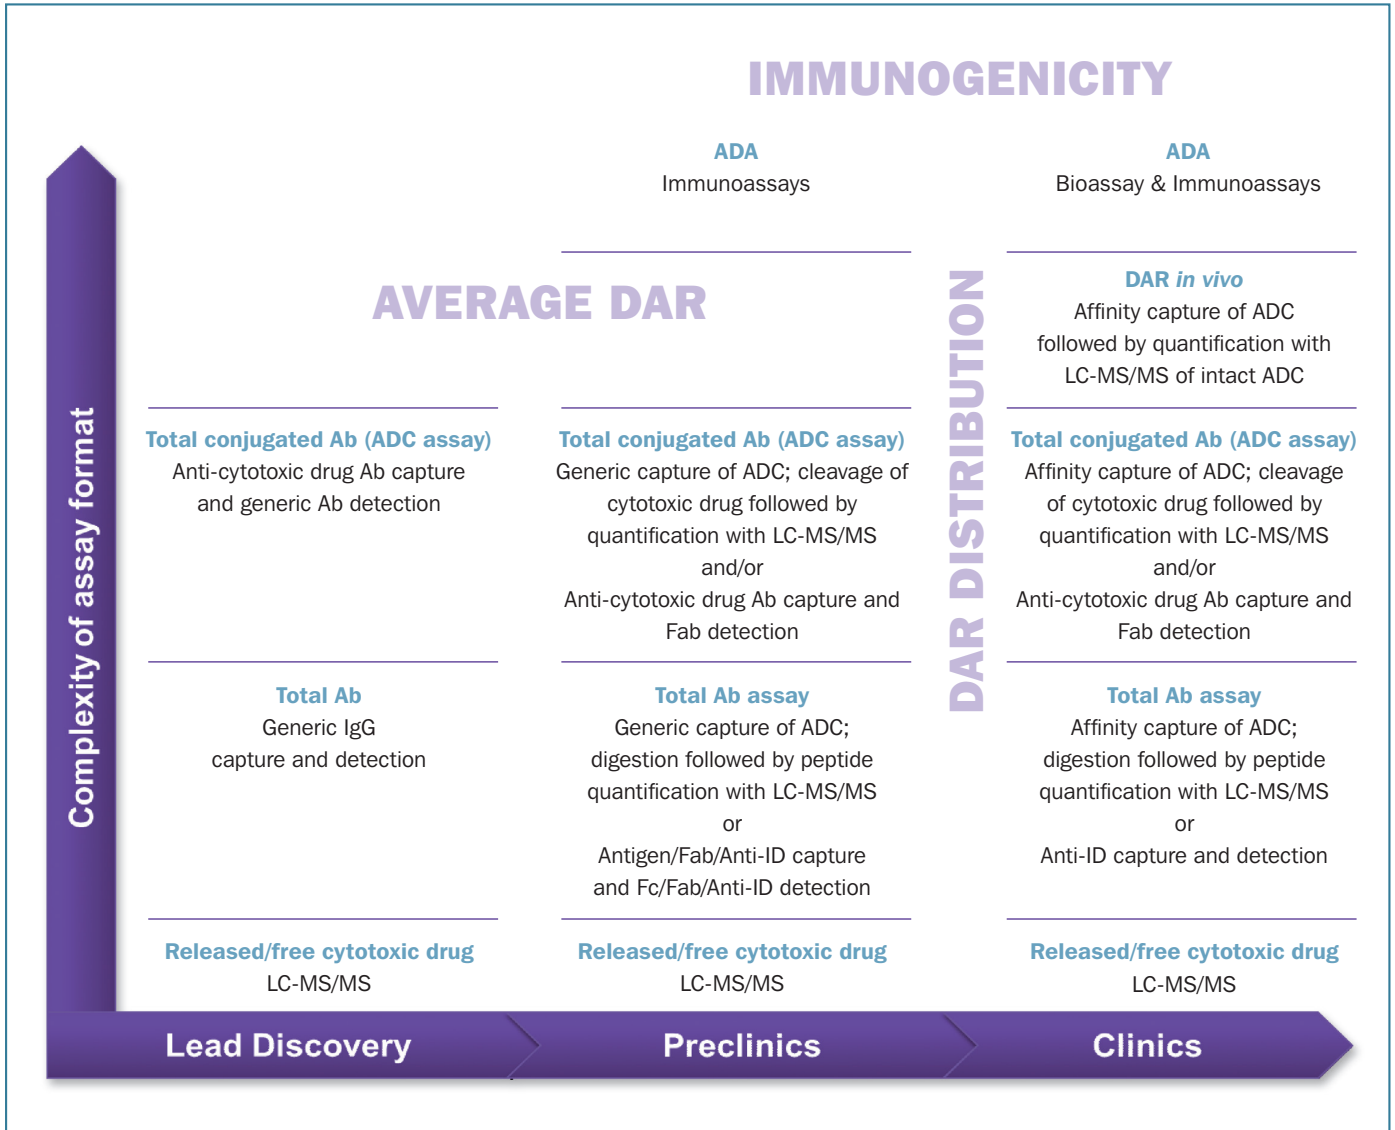 IMMUNOGENICITY
ADA
Immunoassays
ADA
Bioassay & Immunoassays
AVERAGE DAR
DAR DISTRIBUTION
DAR in vivo
Affinity capture of ADC
followed by quantification with
LC-MS/MS of intact ADC
Complexity of assay format
Total conjugated Ab (ADC assay)
Anti-cytotoxic drug Ab capture
and generic Ab detection
Total conjugated Ab (ADC assay)
Generic capture of ADC; cleavage of
cytotoxic drug followed by
quantification with LC-MS/MS
and/or
Anti-cytotoxic drug Ab capture and
Fab detection
Total conjugated Ab (ADC assay)
Affinity capture of ADC; cleavage
of cytotoxic drug followed by
quantification with LC-MS/MS
and/or
Anti-cytotoxic drug Ab capture and
Fab detection
Total Ab
Generic IgG
capture and detection
Total Ab assay
Generic capture of ADC;
digestion followed by peptide
quantification with LC-MS/MS
or
Antigen/Fab/Anti-ID capture
and Fc/Fab/Anti-ID detection
Total Ab assay
Affinity capture of ADC;
digestion followed by peptide
quantification with LC-MS/MS
or
Anti-ID capture and detection
Released/free cytotoxic drug
LC-MS/MS
Released/free cytotoxic drug
LC-MS/MS
Released/free cytotoxic drug
LC-MS/MS
Lead Discovery
Preclinics
Clinics